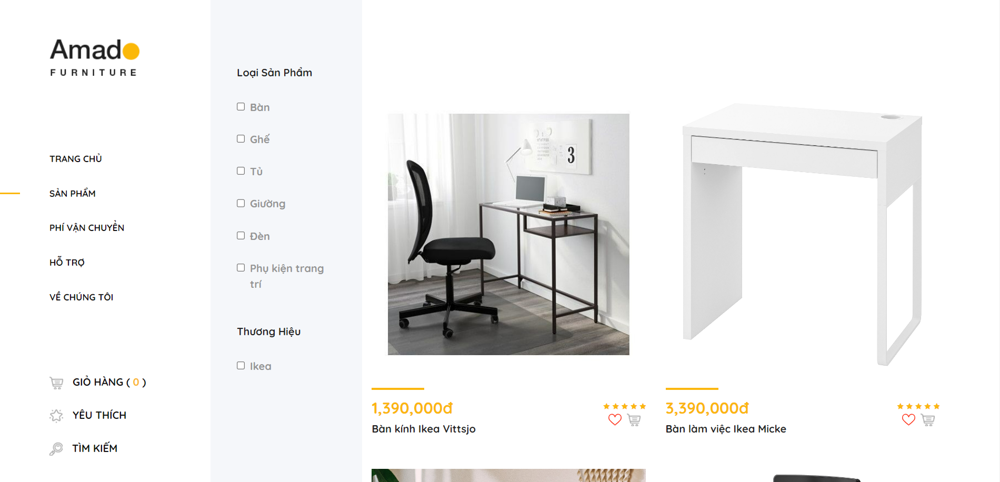 Amado
FURNITURE
TRANG CHỦ
SẢN PHẨM
PHÍ VẬN CHUYỂN
HỖ TRỢ
VỀ CHÚNG TÔI
GIỎ HÀNG ( 0 )
YÊU THÍCH
TÌM KIẾM
Loại Sản Phẩm
Bàn
Ghế
Tủ
Giường
Đèn
Phụ kiện trang
trí
Thương Hiệu
Ikea
3
1,390,000đ
Bàn kính Ikea Vittsjo
3,390,000đ
Bàn làm việc Ikea Micke